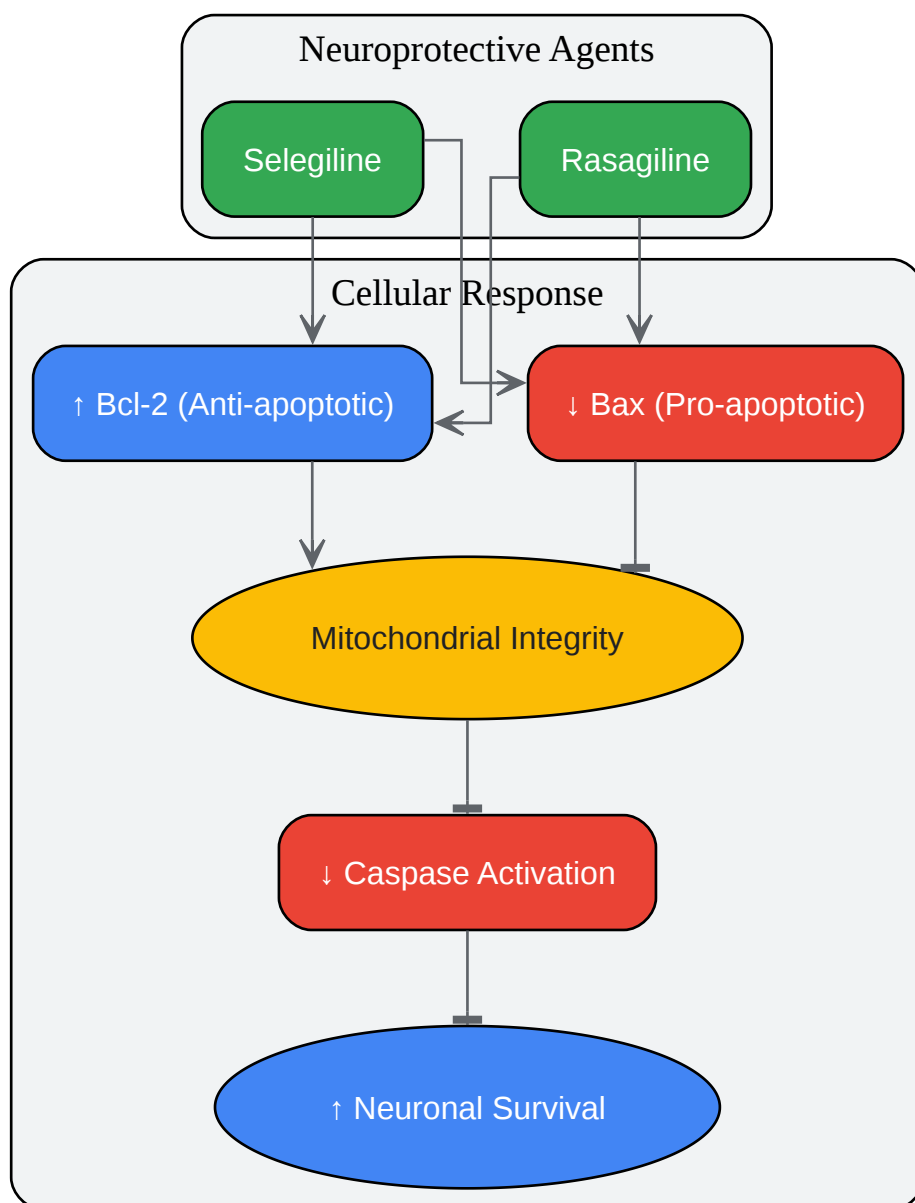 Neuroprotective Agents
Selegiline
Rasagiline
Cellular Response
↑ Bcl-2 (Anti-apoptotic)
↓ Bax (Pro-apoptotic)
Mitochondrial Integrity
↓ Caspase Activation
↑ Neuronal Survival